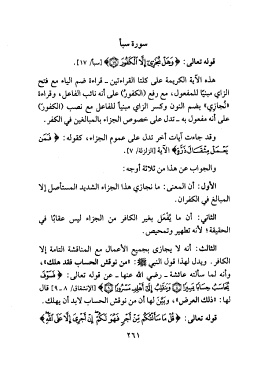 سورة سبأ
قوله تعالى: ﴿ وَهَلْ نُجَٰزِي إِلَّا ٱلْكَفُورَ ﴾ [سبأ/ ١٧].
هذه الآية الكريمة على كلتا القراءتين ـ قراءة ضم الياء مع فتح
الزاي مبنيًا للمفعول، مع رفع (الكفور) على أنه نائب الفاعل، وقراءة
«نُجازي» بضم النون وكسر الزاي مبنيًا للفاعل مع نصب (الكفور) على
أنه مفعول به ـ تدل على خصوص الجزاء بالمبالغين في الكفر.
وقد جاءت آيات أخر تدل على عموم الجزاء، كقوله: ﴿ فَمَن
يَعْمَلْ مِثْقَالَ ذَرَّةٍ ﴾ الآية [الزلزلة/ ٧].
والجواب عن هذا من ثلاثة أوجه:
الأول: أن المعنى: ما نجازي هذا الجزاء الشديد المستأصل إلا
المبالغ في الكفران.
الثاني: أن ما يُفْعَل بغير الكافر من الجزاء ليس عقابًا في
الحقيقة؛ لأنه تطهير وتمحيص.
الثالث: أنه لا يجازى بجميع الأعمال مع المناقشة التامة إلا
الكافر. ويدل لهذا قول النبي ﷺ: «من نوقش الحساب فقد هلك»،
وأنه لما سألته عائشة ـ رضي الله عنها ـ عن قوله تعالى: ﴿ فَسَوْفَ
يُحَاسَبُ حِسَابًا يَسِيرًا ﴿٨﴾ وَيَنقَلِبُ إِلَىٰ أَهْلِهِۦ مَسْرُورًا ﴿٩﴾ ﴾ [الانشقاق/ ٨ ـ ٩] قال
لها: «ذلك العرض»، وبَيَّن لها أن من نوقش الحساب لابد أن يهلك.
قوله تعالى: ﴿ قُلْ مَا سَأَلْتُكُم مِّنْ أَجْرٍ فَهُوَ لَكُمْ إِنْ أَجْرِيَ إِلَّا عَلَى ٱللَّهِ ﴾
٢٦١